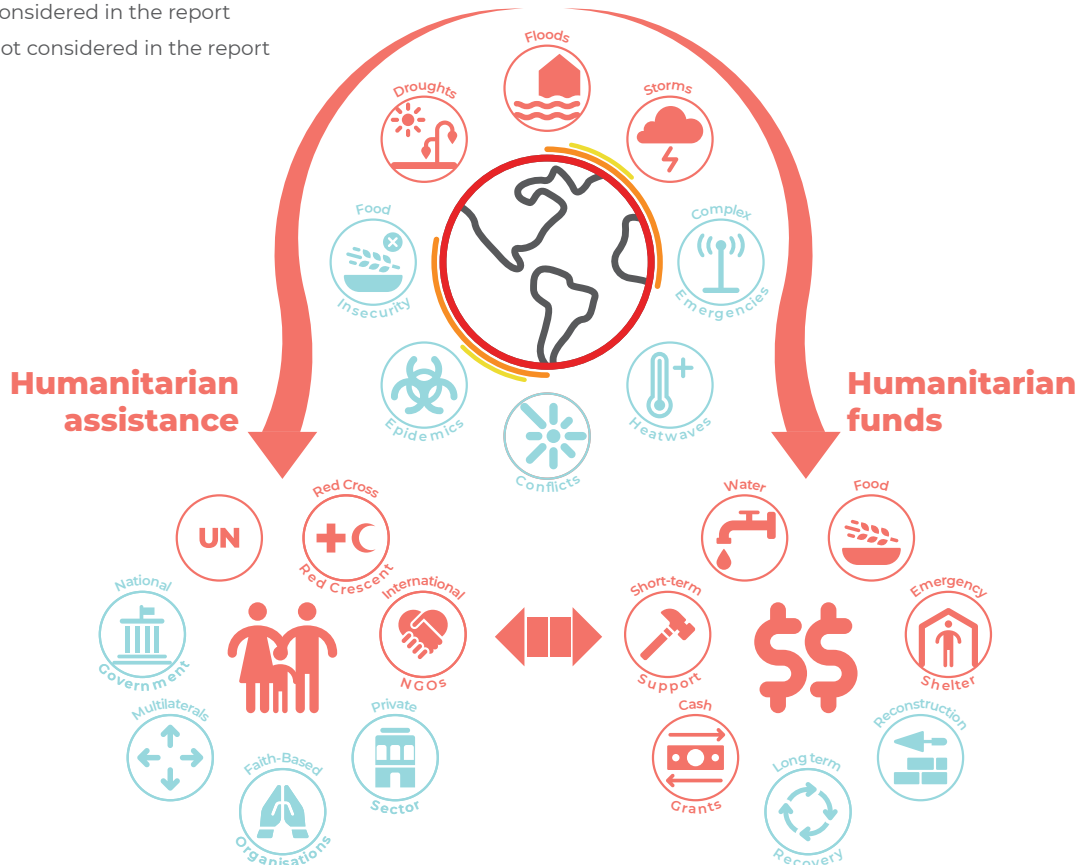 onsidered in the report
ot considered in the report
Floods
Droughts
Storms
Food
Insecurity
Complex
Emergencies
Epidemics
Heatwaves
Conflicts
Humanitarian
assistance
Humanitarian
funds
UN
Red Cross
Red Crescent
National
Government
International
NGOs
Multilaterals
Private
Sector
Faith-Based
Organisations
Water
Food
Short-term
Support
Emergency
Shelter
Cash
Grants
Reconstruction
Long term
Recovery